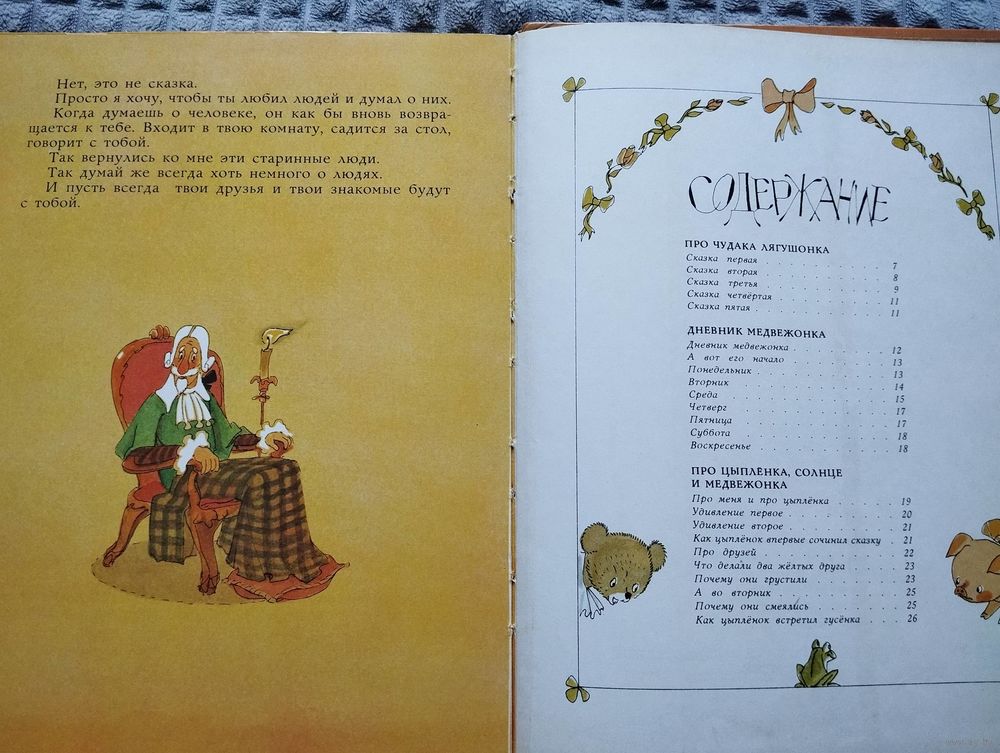 Нет, это не сказка.
Просто я хочу, чтобы ты любил людей и думал о них.
Когда думаешь о человеке, он как бы вновь возвра-
щается к тебе. Входит в твою комнату, садится за стол,
говорит с тобой.
Так вернулись ко мне эти старинные люди.
Так думай же всегда хоть немного о людях.
И пусть всегда твои друзья и твои знакомые будут
с тобой.
СОДЕРЖАНИЕ
ПРО ЧУДАКА ЛЯГУШОНКА
Сказка первая . . . . . . . . . . 7
Сказка вторая . . . . . . . . . . 8
Сказка третья . . . . . . . . . . 9
Сказка четвёртая . . . . . . . . . 11
Сказка пятая . . . . . . . . . . 11
ДНЕВНИК МЕДВЕЖОНКА
Дневник медвежонка . . . . . . . . 12
А вот его начало . . . . . . . . 13
Понедельник . . . . . . . . . . 13
Вторник . . . . . . . . . . . 14
Среда . . . . . . . . . . . . 15
Четверг . . . . . . . . . . . 17
Пятница . . . . . . . . . . . 17
Суббота . . . . . . . . . . . 18
Воскресенье . . . . . . . . . . 18
ПРО ЦЫПЛЁНКА, СОЛНЦЕ
И МЕДВЕЖОНКА
Про меня и про цыплёнка . . . . . . 19
Удивление первое . . . . . . . . 20
Удивление второе . . . . . . . . 21
Как цыплёнок впервые сочинил сказку . 21
Про друзей . . . . . . . . . . 22
Что делали два жёлтых друга . . . . 23
Почему они грустили . . . . . . . 23
А во вторник . . . . . . . . . 25
Почему они смеялись . . . . . . . 25
Как цыплёнок встретил гусёнка . . . 26